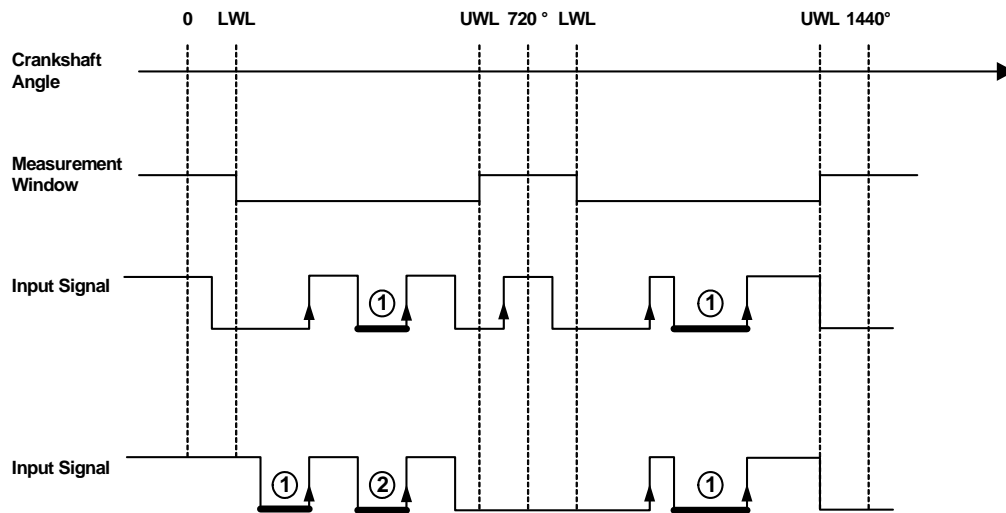 0 LWL UWL 720 ° LWL UWL 1440°
Crankshaft
Angle
Measurement
Window
Input Signal
1 1
Input Signal
1 2 1